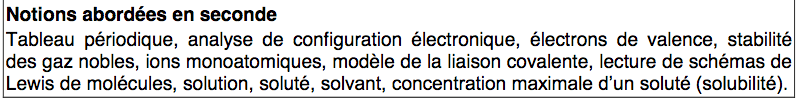 Notions abordées en seconde
Tableau périodique, analyse de configuration électronique, électrons de valence, stabilité
des gaz nobles, ions monoatomiques, modèle de la liaison covalente, lecture de schémas de
Lewis de molécules, solution, soluté, solvant, concentration maximale d’un soluté (solubilité).